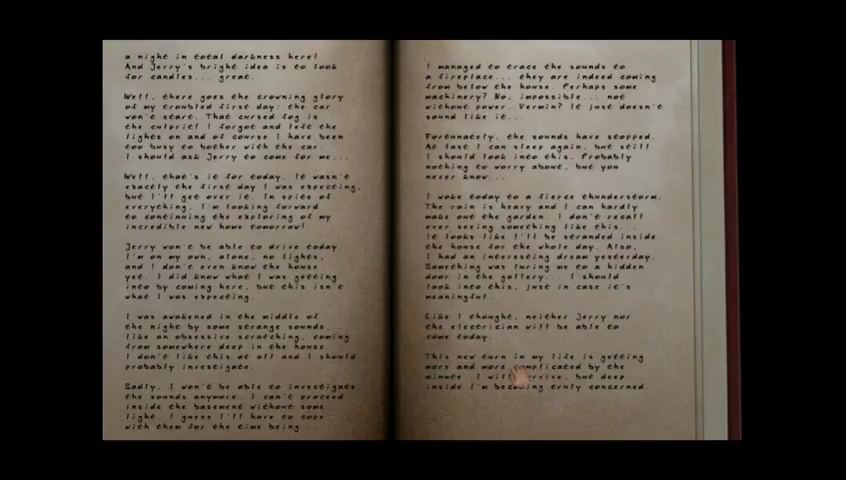 a night in total darkness here!
And Jerry's bright idea is to look
for candles... great.
Well, there goes the crowning glory
of my troubled first day: the car
won't start. That cursed fog is
the culprit! I forgot and left the
lights on and of course I have been
too busy to bother with the car.
I should ask Jerry to come for me...
Well, that's it for today. It wasn't
exactly the first day I was expecting,
but I'll get over it. In spite of
everything, I'm looking forward
to continuing the exploring of my
incredible new home tomorrow!
Jerry won't be able to drive today.
I'm on my own, alone, no lights,
and I don't even know the house
yet. I did know what I was getting
into by coming here, but this isn't
what I was expecting.
I was awakened in the middle of
the night by some strange sounds,
like an obsessive scratching, coming
from somewhere deep in the house.
I don't like this at all and I should
probably investigate.
Sadly, I won't be able to investigate
the sounds anymore. I can't proceed
inside the basement without some
light. I guess I'll have to cope
with them for the time being...
I managed to trace the sounds to
a fireplace... they are indeed coming
from below the house. Perhaps some
machinery? No, impossible... not
without power. Vermin? It just doesn't
sound like it...
Fortunately, the sounds have stopped.
At last I can sleep again, but still
I should look into this. Probably
nothing to worry about, but you
never know...
I woke today to a fierce thunderstorm.
The rain is heavy and I can hardly
make out the garden. I don't recall
ever seeing something like this...
It looks like I'll be stranded inside
the house for the whole day. Also,
I had an interesting dream yesterday.
Something was luring me to a hidden
door in the gallery... I should
look into this, just in case it's
meaningful.
Like I thought, neither Jerry nor
the electrician will be able to
come today.
This new turn in my life is getting
more and more complicated by the
minute. I will survive, but deep
inside I'm becoming truly concerned.